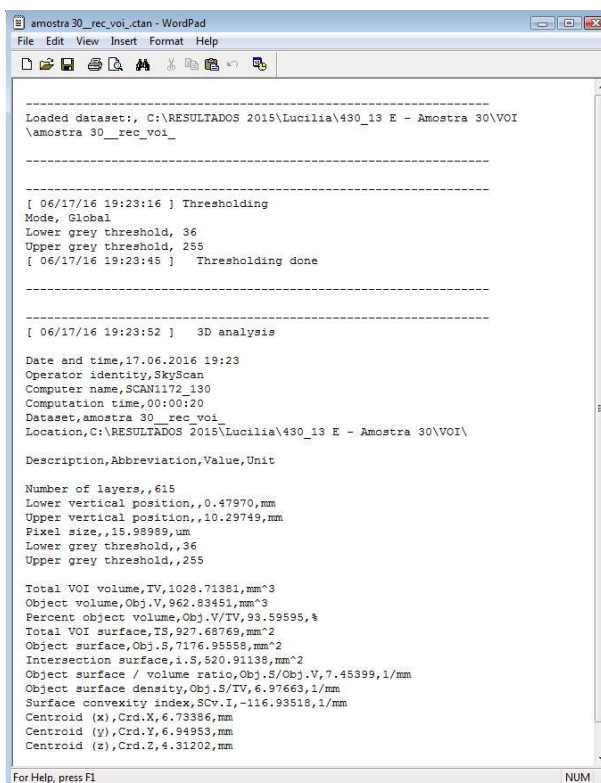 amostra 30__rec_voi_.ctan - WordPad
File Edit View Insert Format Help
--------------------------------------------------------------
Loaded dataset:, C:\RESULTADOS 2015\Lucilia\430_13 E - Amostra 30\VOI
\amostra 30__rec_voi_
--------------------------------------------------------------
--------------------------------------------------------------
[ 06/17/16 19:23:16 ] Thresholding
Mode, Global
Lower grey threshold, 36
Upper grey threshold, 255
[ 06/17/16 19:23:45 ] Thresholding done
--------------------------------------------------------------
--------------------------------------------------------------
[ 06/17/16 19:23:52 ] 3D analysis
Date and time,17.06.2016 19:23
Operator identity,SkyScan
Computer name,SCAN1172_130
Computation time,00:00:20
Dataset,amostra 30__rec_voi_
Location,C:\RESULTADOS 2015\Lucilia\430_13 E - Amostra 30\VOI\
Description,Abbreviation,Value,Unit
Number of layers,,615
Lower vertical position,,0.47970,mm
Upper vertical position,,10.29749,mm
Pixel size,,15.98989,um
Lower grey threshold,,36
Upper grey threshold,,255
Total VOI volume,TV,1028.71381,mm^3
Object volume,Obj.V,962.83451,mm^3
Percent object volume,Obj.V/TV,93.59595,%
Total VOI surface,TS,927.68769,mm^2
Object surface,Obj.S,7176.95558,mm^2
Intersection surface,i.S,520.91138,mm^2
Object surface / volume ratio,Obj.S/Obj.V,7.45399,1/mm
Object surface density,Obj.S/TV,6.97663,1/mm
Surface convexity index,SCv.I,-116.93518,1/mm
Centroid (x),Crd.X,6.73386,mm
Centroid (y),Crd.Y,6.94953,mm
Centroid (z),Crd.Z,4.31202,mm
For Help, press F1
NUM